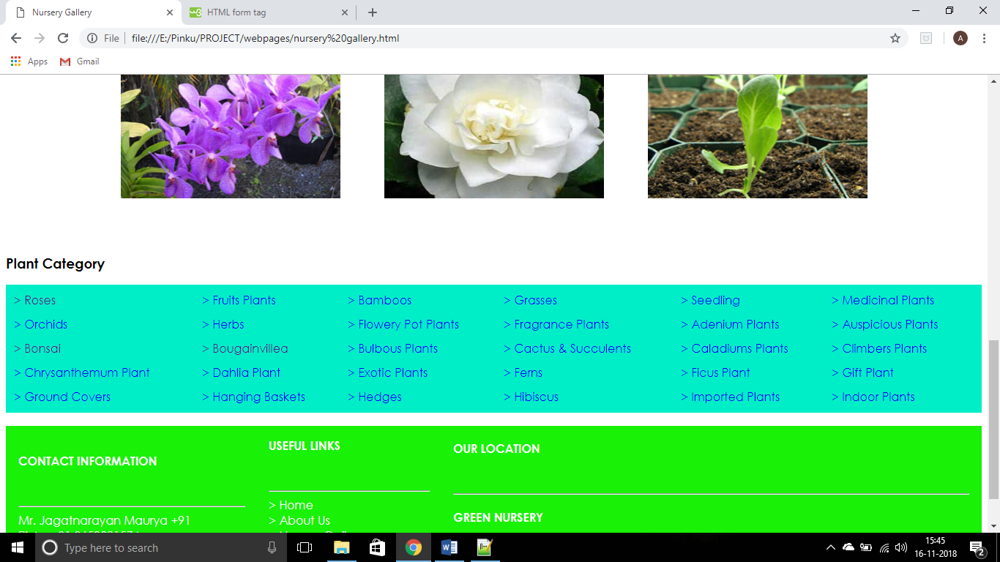 Nursery Gallery
HTML form tag
File
file:///E:/Pinku/PROJECT/webpages/nursery%20gallery.html
A
Apps
Gmail
Plant Category
> Roses > Fruits Plants > Bamboos > Grasses > Seedling > Medicinal Plants
> Orchids > Herbs > Flowery Pot Plants > Fragrance Plants > Adenium Plants > Auspicious Plants
> Bonsai > Bougainvillea > Bulbous Plants > Cactus & Succulents > Caladiums Plants > Climbers Plants
> Chrysanthemum Plant > Dahlia Plant > Exotic Plants > Ferns > Ficus Plant > Gift Plant
> Ground Covers > Hanging Baskets > Hedges > Hibiscus > Imported Plants > Indoor Plants
CONTACT INFORMATION
Mr. Jagatnarayan Maurya +91
USEFUL LINKS
> Home
> About Us
OUR LOCATION
GREEN NURSERY
Type here to search
15:45
16-11-2018
2